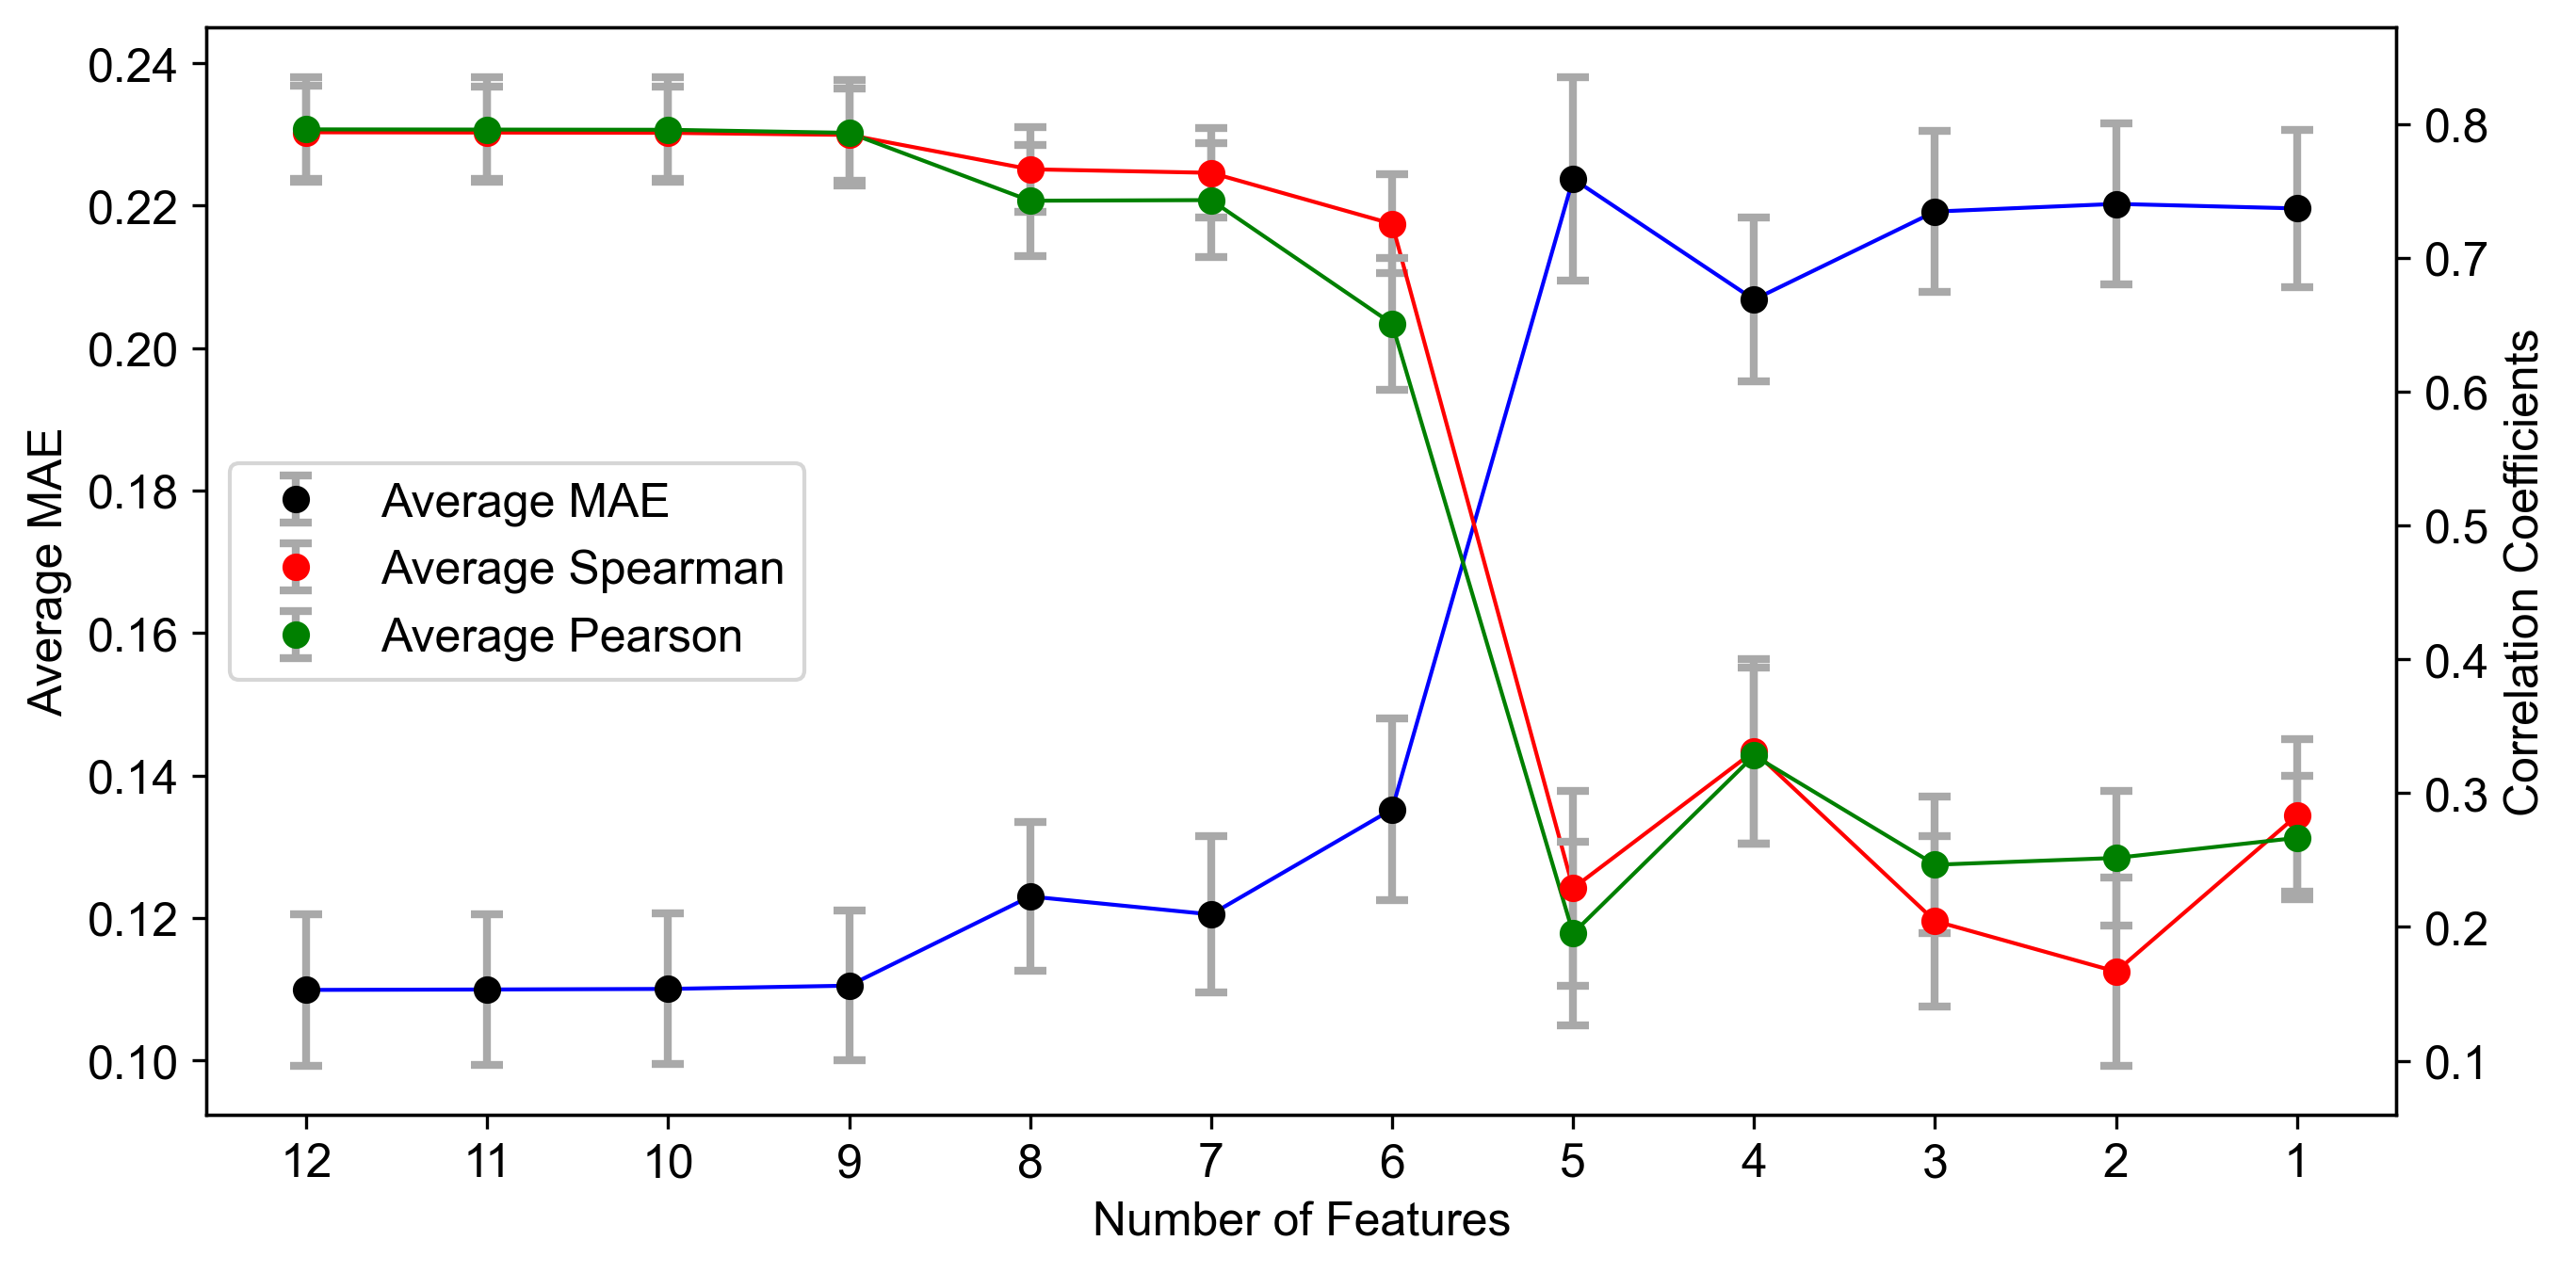 0.24
0.22
0.20
0.18
0.16
0.14
0.12
0.10
Average MAE
Average MAE
Average Spearman
Average Pearson
0.8
0.7
0.6
0.5
0.4
0.3
0.2
0.1
Correlation Coefficients
12 11 10 9 8 7 6 5 4 3 2 1
Number of Features